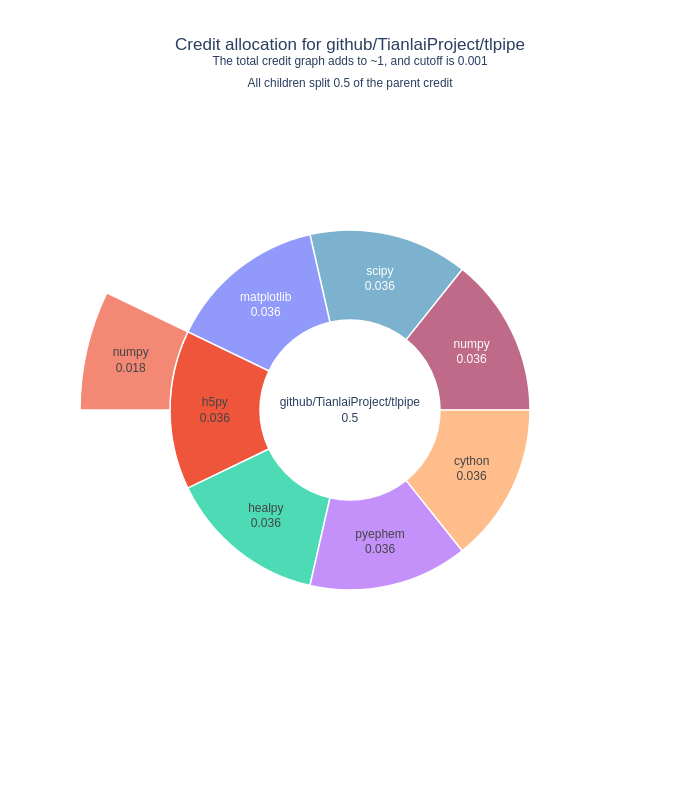 Credit allocation for github/TianlaiProject/tlpipe
The total credit graph adds to ~1, and cutoff is 0.001
All children split 0.5 of the parent credit
scipy
0.036
matplotlib
0.036
numpy
0.036
numpy
0.018
h5py
0.036
github/TianlaiProject/tlpipe
0.5
cython
0.036
healpy
0.036
pyephem
0.036